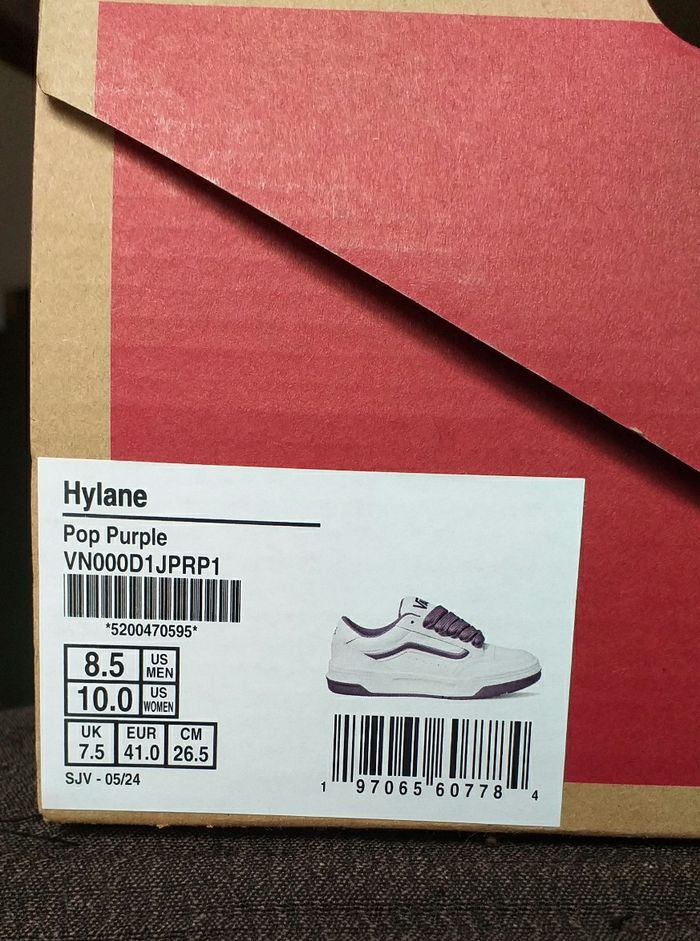 Hylane
Pop Purple
VN000D1JPRP1
*5200470595*
8.5 US MEN
10.0 US WOMEN
UK EUR CM
7.5 41.0 26.5
SJV - 05/24
1 97065 60778 4